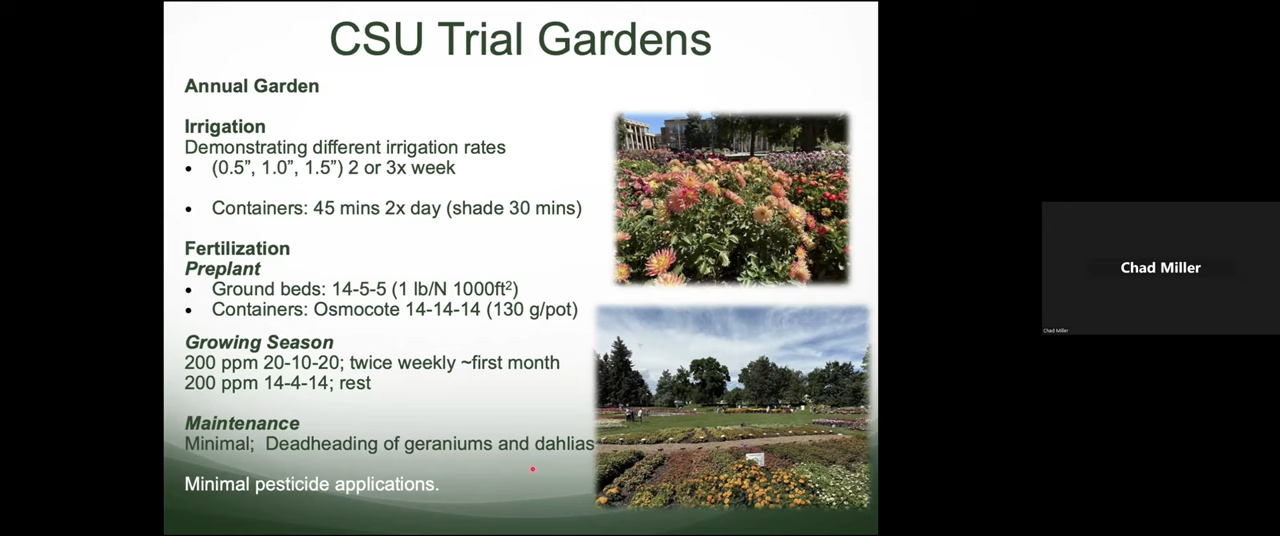 CSU Trial Gardens
Annual Garden
Irrigation
Demonstrating different irrigation rates
• (0.5”, 1.0”, 1.5”) 2 or 3x week
• Containers: 45 mins 2x day (shade 30 mins)
Fertilization
Preplant
• Ground beds: 14-5-5 (1 lb/N 1000ft²)
• Containers: Osmocote 14-14-14 (130 g/pot)
Growing Season
200 ppm 20-10-20; twice weekly ~first month
200 ppm 14-4-14; rest
Maintenance
Minimal;  Deadheading of geraniums and dahlias
Minimal pesticide applications.
Chad Miller
Chad Miller